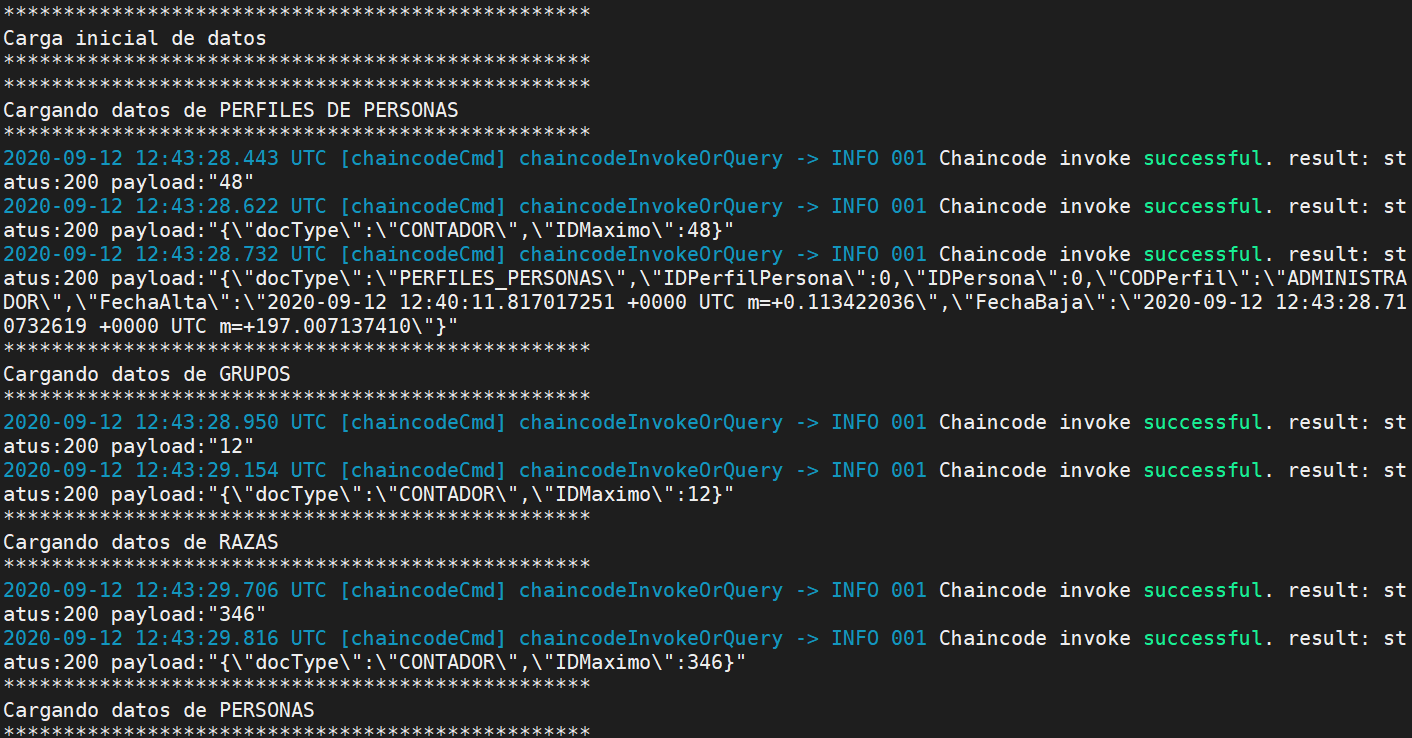 *************************************************
Carga inicial de datos
*************************************************
*************************************************
Cargando datos de PERFILES DE PERSONAS
*************************************************
2020-09-12 12:43:28.443 UTC [chaincodeCmd] chaincodeInvokeOrQuery -> INFO 001 Chaincode invoke successful. result: st
atus:200 payload:"48"
2020-09-12 12:43:28.622 UTC [chaincodeCmd] chaincodeInvokeOrQuery -> INFO 001 Chaincode invoke successful. result: st
atus:200 payload:"{\"docType\":\"CONTADOR\",\"IDMaximo\":48}"
2020-09-12 12:43:28.732 UTC [chaincodeCmd] chaincodeInvokeOrQuery -> INFO 001 Chaincode invoke successful. result: st
atus:200 payload:"{\"docType\":\"PERFILES_PERSONAS\",\"IDPerfilPersona\":0,\"IDPersona\":0,\"CODPerfil\":\"ADMINISTRA
DOR\",\"FechaAlta\":\"2020-09-12 12:40:11.817017251 +0000 UTC m=+0.113422036\",\"FechaBaja\":\"2020-09-12 12:43:28.71
0732619 +0000 UTC m=+197.007137410\"}"
*************************************************
Cargando datos de GRUPOS
*************************************************
2020-09-12 12:43:28.950 UTC [chaincodeCmd] chaincodeInvokeOrQuery -> INFO 001 Chaincode invoke successful. result: st
atus:200 payload:"12"
2020-09-12 12:43:29.154 UTC [chaincodeCmd] chaincodeInvokeOrQuery -> INFO 001 Chaincode invoke successful. result: st
atus:200 payload:"{\"docType\":\"CONTADOR\",\"IDMaximo\":12}"
*************************************************
Cargando datos de RAZAS
*************************************************
2020-09-12 12:43:29.706 UTC [chaincodeCmd] chaincodeInvokeOrQuery -> INFO 001 Chaincode invoke successful. result: st
atus:200 payload:"346"
2020-09-12 12:43:29.816 UTC [chaincodeCmd] chaincodeInvokeOrQuery -> INFO 001 Chaincode invoke successful. result: st
atus:200 payload:"{\"docType\":\"CONTADOR\",\"IDMaximo\":346}"
*************************************************
Cargando datos de PERSONAS
*************************************************